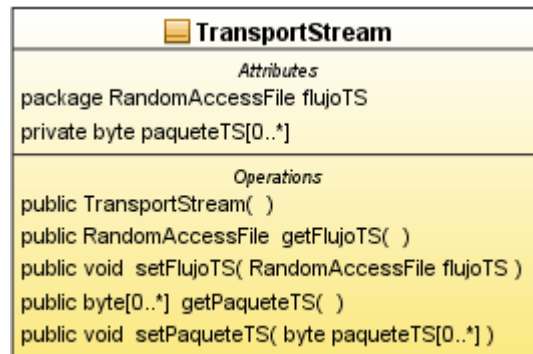 TransportStream
Attributes
package RandomAccessFile flujoTS
private byte paqueteTS[0..*]
Operations
public TransportStream( )
public RandomAccessFile getFlujoTS( )
public void setFlujoTS( RandomAccessFile flujoTS )
public byte[0..*] getPaqueteTS( )
public void setPaqueteTS( byte paqueteTS[0..*] )